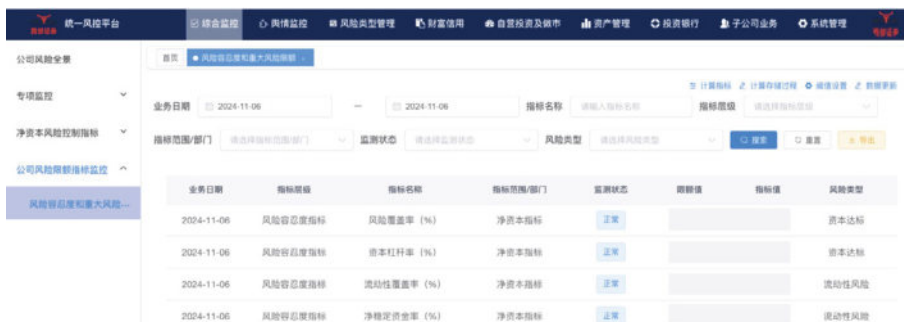 统一风控平台 综合监控 舆情监控 风险类型管理 财富信用 自营投资及做市 资产管理 投资银行 子公司业务 系统管理
公司风险全景
专项监控
净资本风险控制指标
公司风险限额指标监控
风险容忍度和重大风险...
首页 风险容忍度和重大风险限额
计算指标 计算存储过程 阈值设置 数据更新
业务日期 2024-11-06 — 2024-11-06 指标名称 请输入指标名称 指标层级 请选择指标层级
指标范围/部门 请选择指标范围/部门 监测状态 请选择监测状态 风险类型 请选择风险类型 搜索 重置 导出
业务日期 指标层级 指标名称 指标范围/部门 监测状态 限额值 指标值 风险类型
2024-11-06 风险容忍度指标 风险覆盖率（%） 净资本指标 正常 资本达标
2024-11-06 风险容忍度指标 资本杠杆率（%） 净资本指标 正常 资本达标
2024-11-06 风险容忍度指标 流动性覆盖率（%） 净资本指标 正常 流动性风险
2024-11-06 风险容忍度指标 净稳定资金率（%） 净资本指标 正常 流动性风险